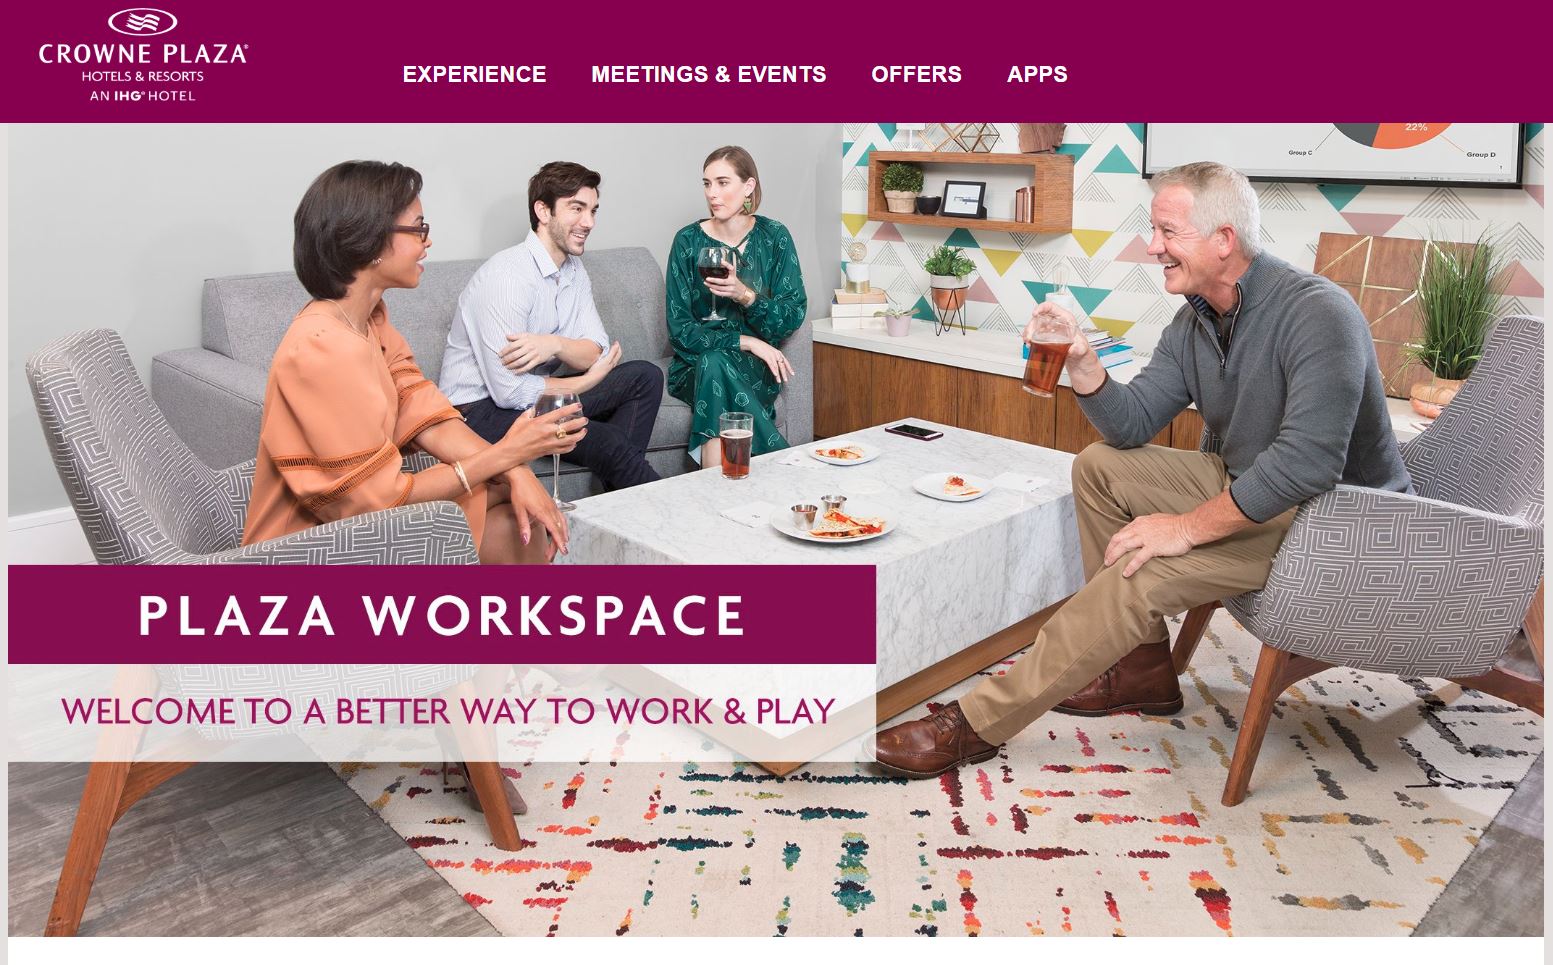 CROWNE PLAZA®
HOTELS & RESORTS
AN IHG® HOTEL
EXPERIENCE MEETINGS & EVENTS OFFERS APPS
22%
Group C
Group D
1
PLAZA WORKSPACE
WELCOME TO A BETTER WAY TO WORK & PLAY